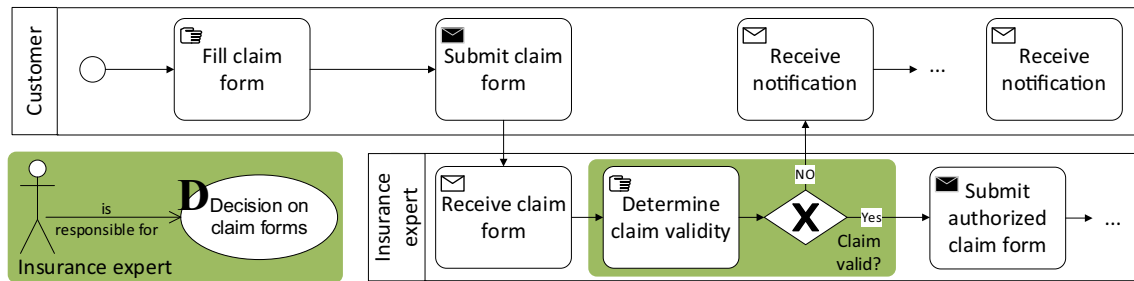 Customer
Fill claim
form
Submit claim
form
Receive
notification
...
Receive
notification
D
Decision on
claim forms
is
responsible for
Insurance expert
Insurance
expert
Receive claim
form
Determine
claim validity
NO
X
Yes
Claim
valid?
Submit
authorized
claim form
...